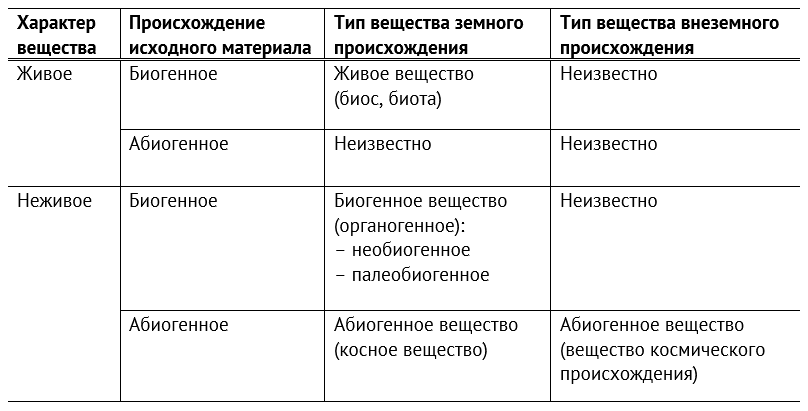 Характер вещества
Происхождение исходного материала
Тип вещества земного происхождения
Тип вещества внеземного происхождения
Живое
Биогенное
Живое вещество
(биос, биота)
Неизвестно
Абиогенное
Неизвестно
Неизвестно
Неживое
Биогенное
Биогенное вещество
(органогенное):
– необиогенное
– палеобиогенное
Неизвестно
Абиогенное
Абиогенное вещество
(косное вещество)
Абиогенное вещество
(вещество космического
происхождения)